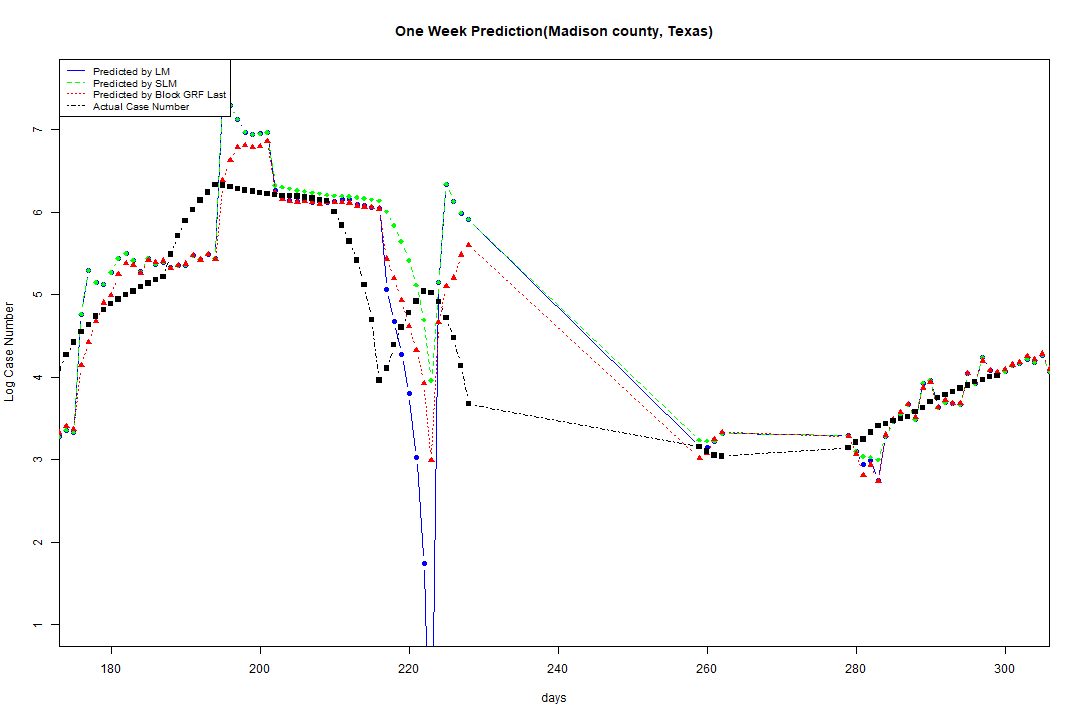 One Week Prediction(Madison county, Texas)
Predicted by LM
Predicted by SLM
Predicted by Block GRF Last
Actual Case Number
7
6
5
4
3
2
1
Log Case Number
180 200 220 240 260 280 300
days